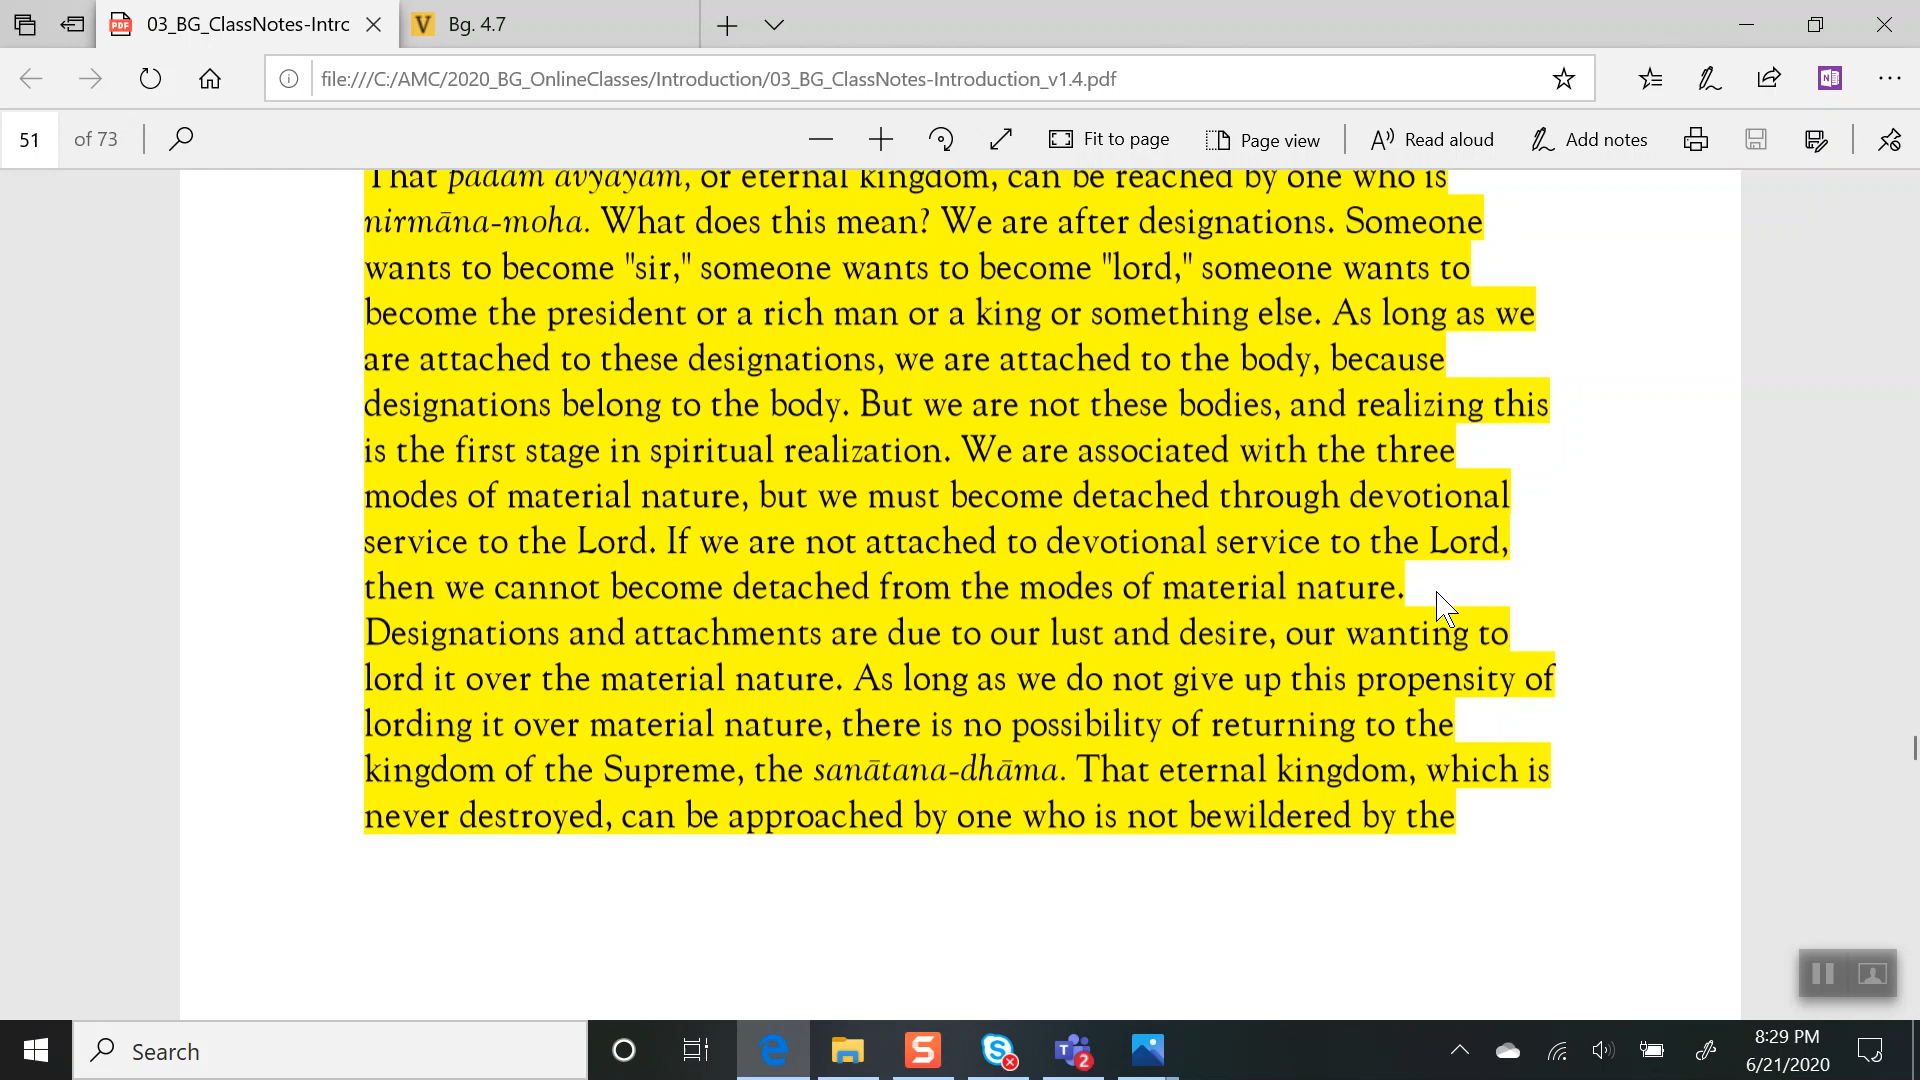 03_BG_ClassNotes-Intrc
Bg. 4.7
file:///C:/AMC/2020_BG_OnlineClasses/Introduction/03_BG_ClassNotes-Introduction_v1.4.pdf
51 of 73
Fit to page
Page view
Read aloud
Add notes
That padam avyayam, or eternal kingdom, can be reached by one who is
nirmāna-moha. What does this mean? We are after designations. Someone
wants to become "sir," someone wants to become "lord," someone wants to
become the president or a rich man or a king or something else. As long as we
are attached to these designations, we are attached to the body, because
designations belong to the body. But we are not these bodies, and realizing this
is the first stage in spiritual realization. We are associated with the three
modes of material nature, but we must become detached through devotional
service to the Lord. If we are not attached to devotional service to the Lord,
then we cannot become detached from the modes of material nature.
Designations and attachments are due to our lust and desire, our wanting to
lord it over the material nature. As long as we do not give up this propensity of
lording it over material nature, there is no possibility of returning to the
kingdom of the Supreme, the sanātana-dhāma. That eternal kingdom, which is
never destroyed, can be approached by one who is not bewildered by the
Search
2
8:29 PM
6/21/2020